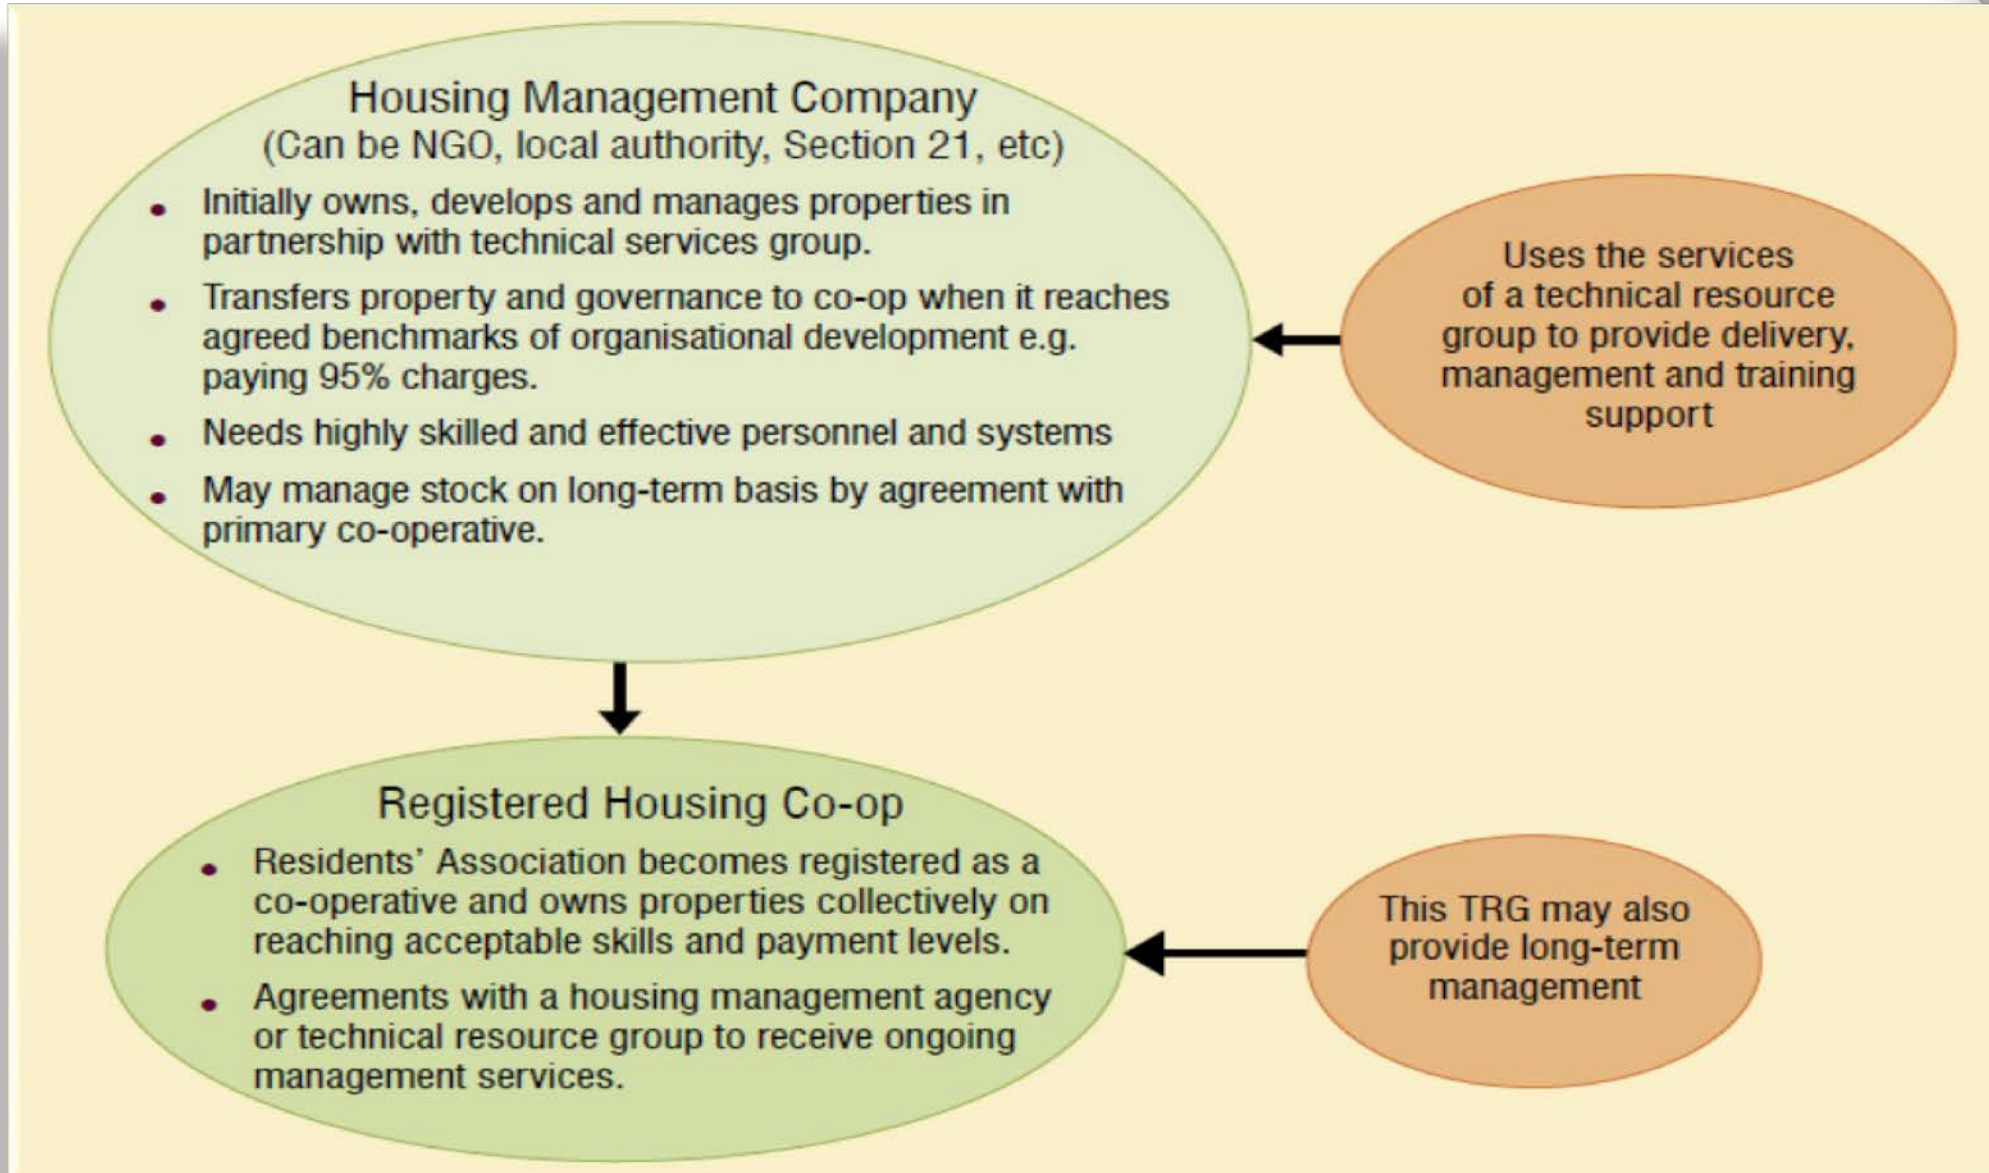 Housing Management Company
(Can be NGO, local authority, Section 21, etc)
• Initially owns, develops and manages properties in
partnership with technical services group.
• Transfers property and governance to co-op when it reaches
agreed benchmarks of organisational development e.g.
paying 95% charges.
• Needs highly skilled and effective personnel and systems
• May manage stock on long-term basis by agreement with
primary co-operative.
Uses the services
of a technical resource
group to provide delivery,
management and training
support
Registered Housing Co-op
• Residents’ Association becomes registered as a
co-operative and owns properties collectively on
reaching acceptable skills and payment levels.
• Agreements with a housing management agency
or technical resource group to receive ongoing
management services.
This TRG may also
provide long-term
management